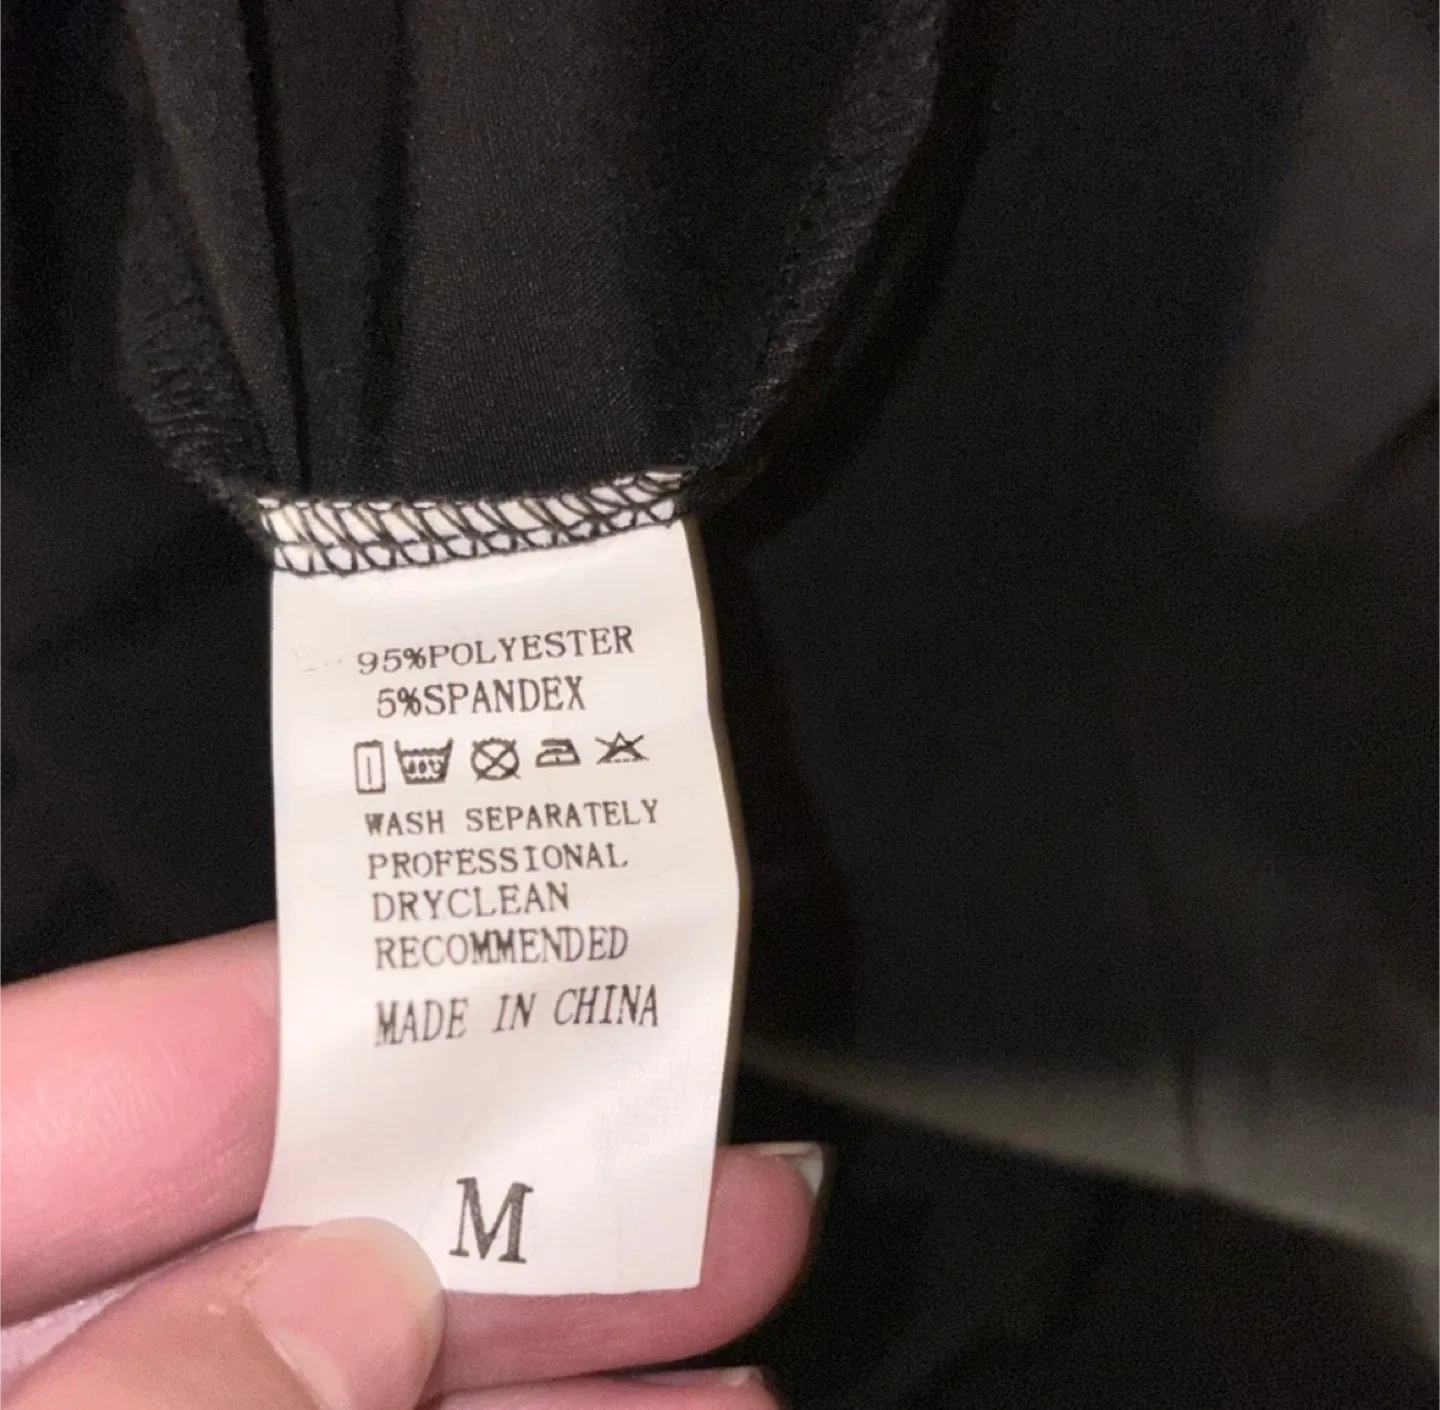 95%POLYESTER
5%SPANDEX
WASH SEPARATELY
PROFESSIONAL
DRYCLEAN
RECOMMENDED
MADE IN CHINA
M